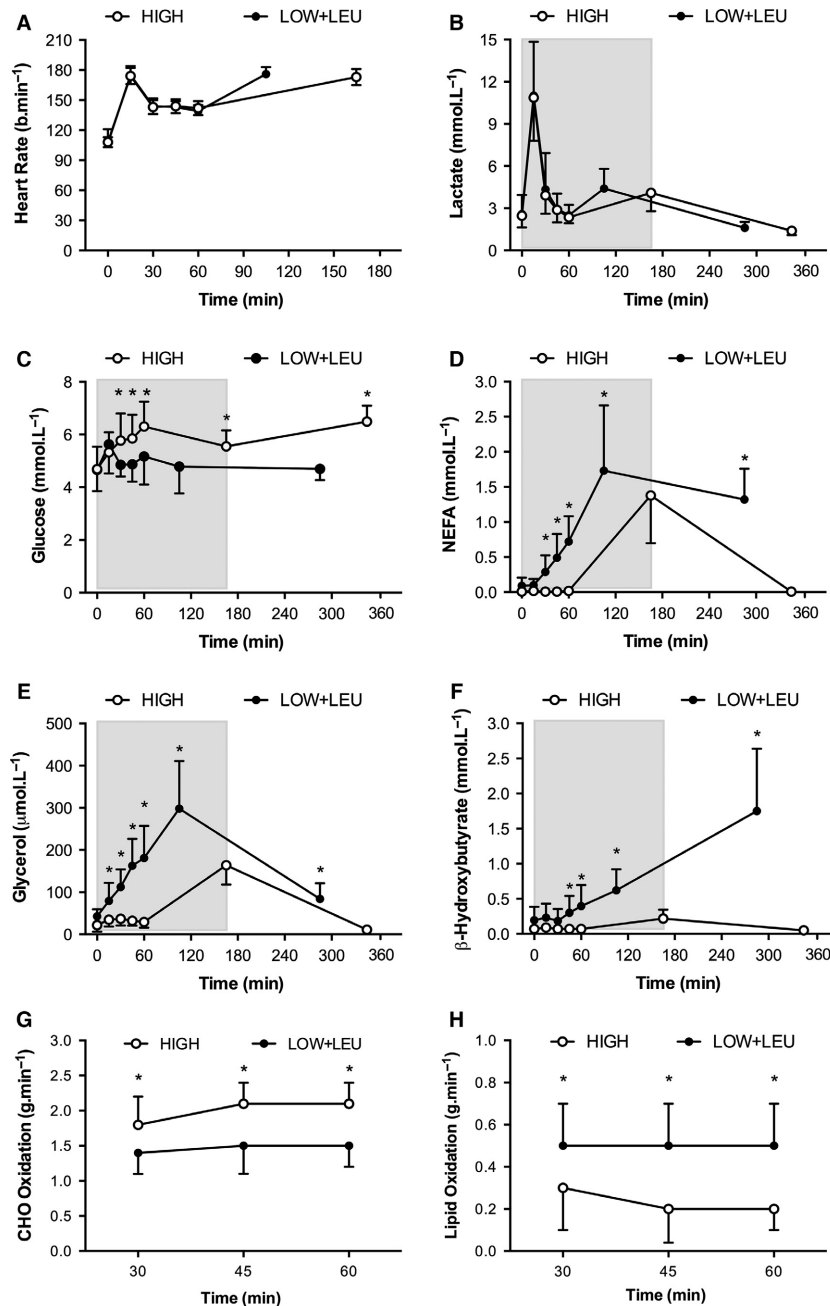 A
HIGH LOW+LEU
Heart Rate (b.min⁻¹)
210
180
150
120
90
60
30
0
0 30 60 90 120 150 180
Time (min)
B
HIGH LOW+LEU
Lactate (mmol.L⁻¹)
15
12
9
6
3
0
0 60 120 180 240 300 360
Time (min)
C
HIGH LOW+LEU
Glucose (mmol.L⁻¹)
8
6
4
2
0
* * * * *
0 60 120 180 240 300 360
Time (min)
D
HIGH LOW+LEU
NEFA (mmol.L⁻¹)
3.0
2.5
2.0
1.5
1.0
0.5
0.0
* * * * *
0 60 120 180 240 300 360
Time (min)
E
HIGH LOW+LEU
Glycerol (μmol.L⁻¹)
500
400
300
200
100
0
* * * * * *
0 60 120 180 240 300 360
Time (min)
F
HIGH LOW+LEU
β-Hydroxybutyrate (mmol.L⁻¹)
3.0
2.5
2.0
1.5
1.0
0.5
0.0
* * * *
0 60 120 180 240 300 360
Time (min)
G
HIGH LOW+LEU
CHO Oxidation (g.min⁻¹)
3.0
2.5
2.0
1.5
1.0
0.5
0.0
* * *
30 45 60
Time (min)
H
HIGH LOW+LEU
Lipid Oxidation (g.min⁻¹)
1.0
0.8
0.6
0.4
0.2
0.0
* * *
30 45 60
Time (min)